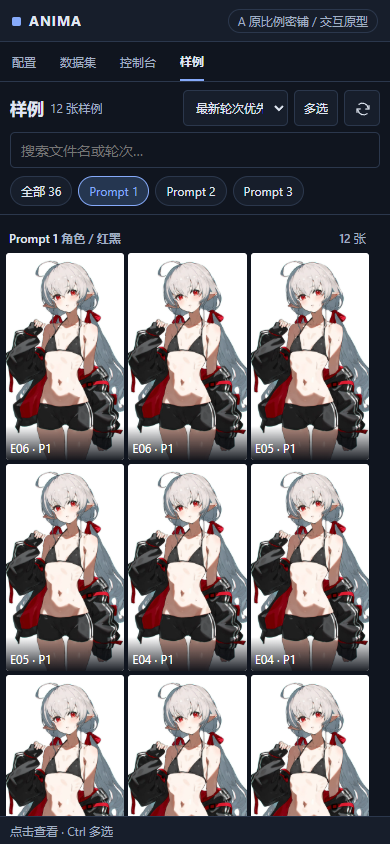 ANIMA
A 原比例密铺 / 交互原型
配置 数据集 控制台 样例
样例 12 张样例 最新轮次优先 多选
搜索文件名或轮次...
全部 36 Prompt 1 Prompt 2 Prompt 3
Prompt 1 角色 / 红黑 12 张
E06 · P1 E06 · P1 E05 · P1
E05 · P1 E04 · P1 E04 · P1
点击查看 · Ctrl 多选